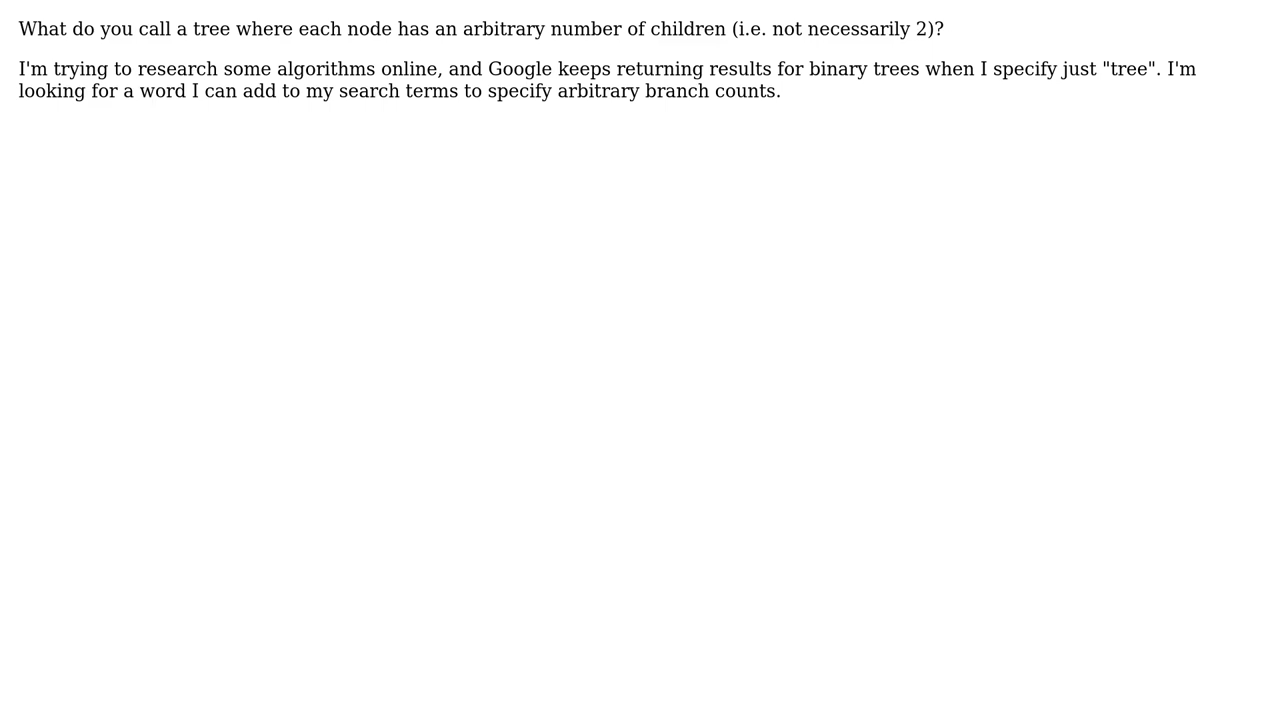 What do you call a tree where each node has an arbitrary number of children (i.e. not necessarily 2)?
I'm trying to research some algorithms online, and Google keeps returning results for binary trees when I specify just "tree". I'm
looking for a word I can add to my search terms to specify arbitrary branch counts.